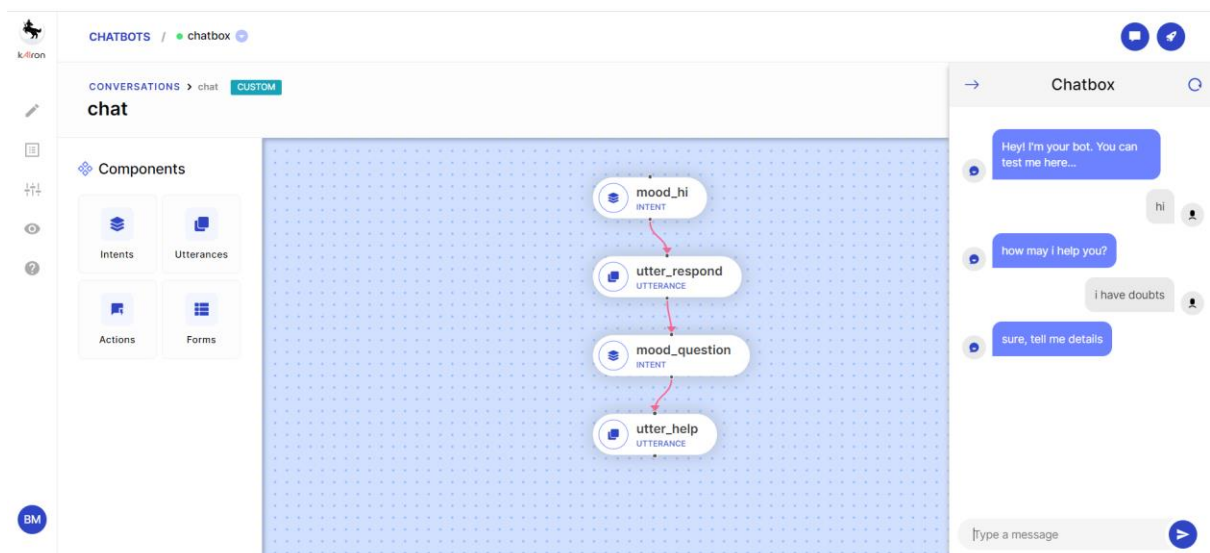 kAIron
CHATBOTS / chatbox
CONVERSATIONS > chat CUSTOM
chat
Components
Intents
Utterances
Actions
Forms
BM
mood_hi
INTENT
utter_respond
UTTERANCE
mood_question
INTENT
utter_help
UTTERANCE
Chatbox
Hey! I'm your bot. You can
test me here...
hi
how may i help you?
i have doubts
sure, tell me details
Type a message